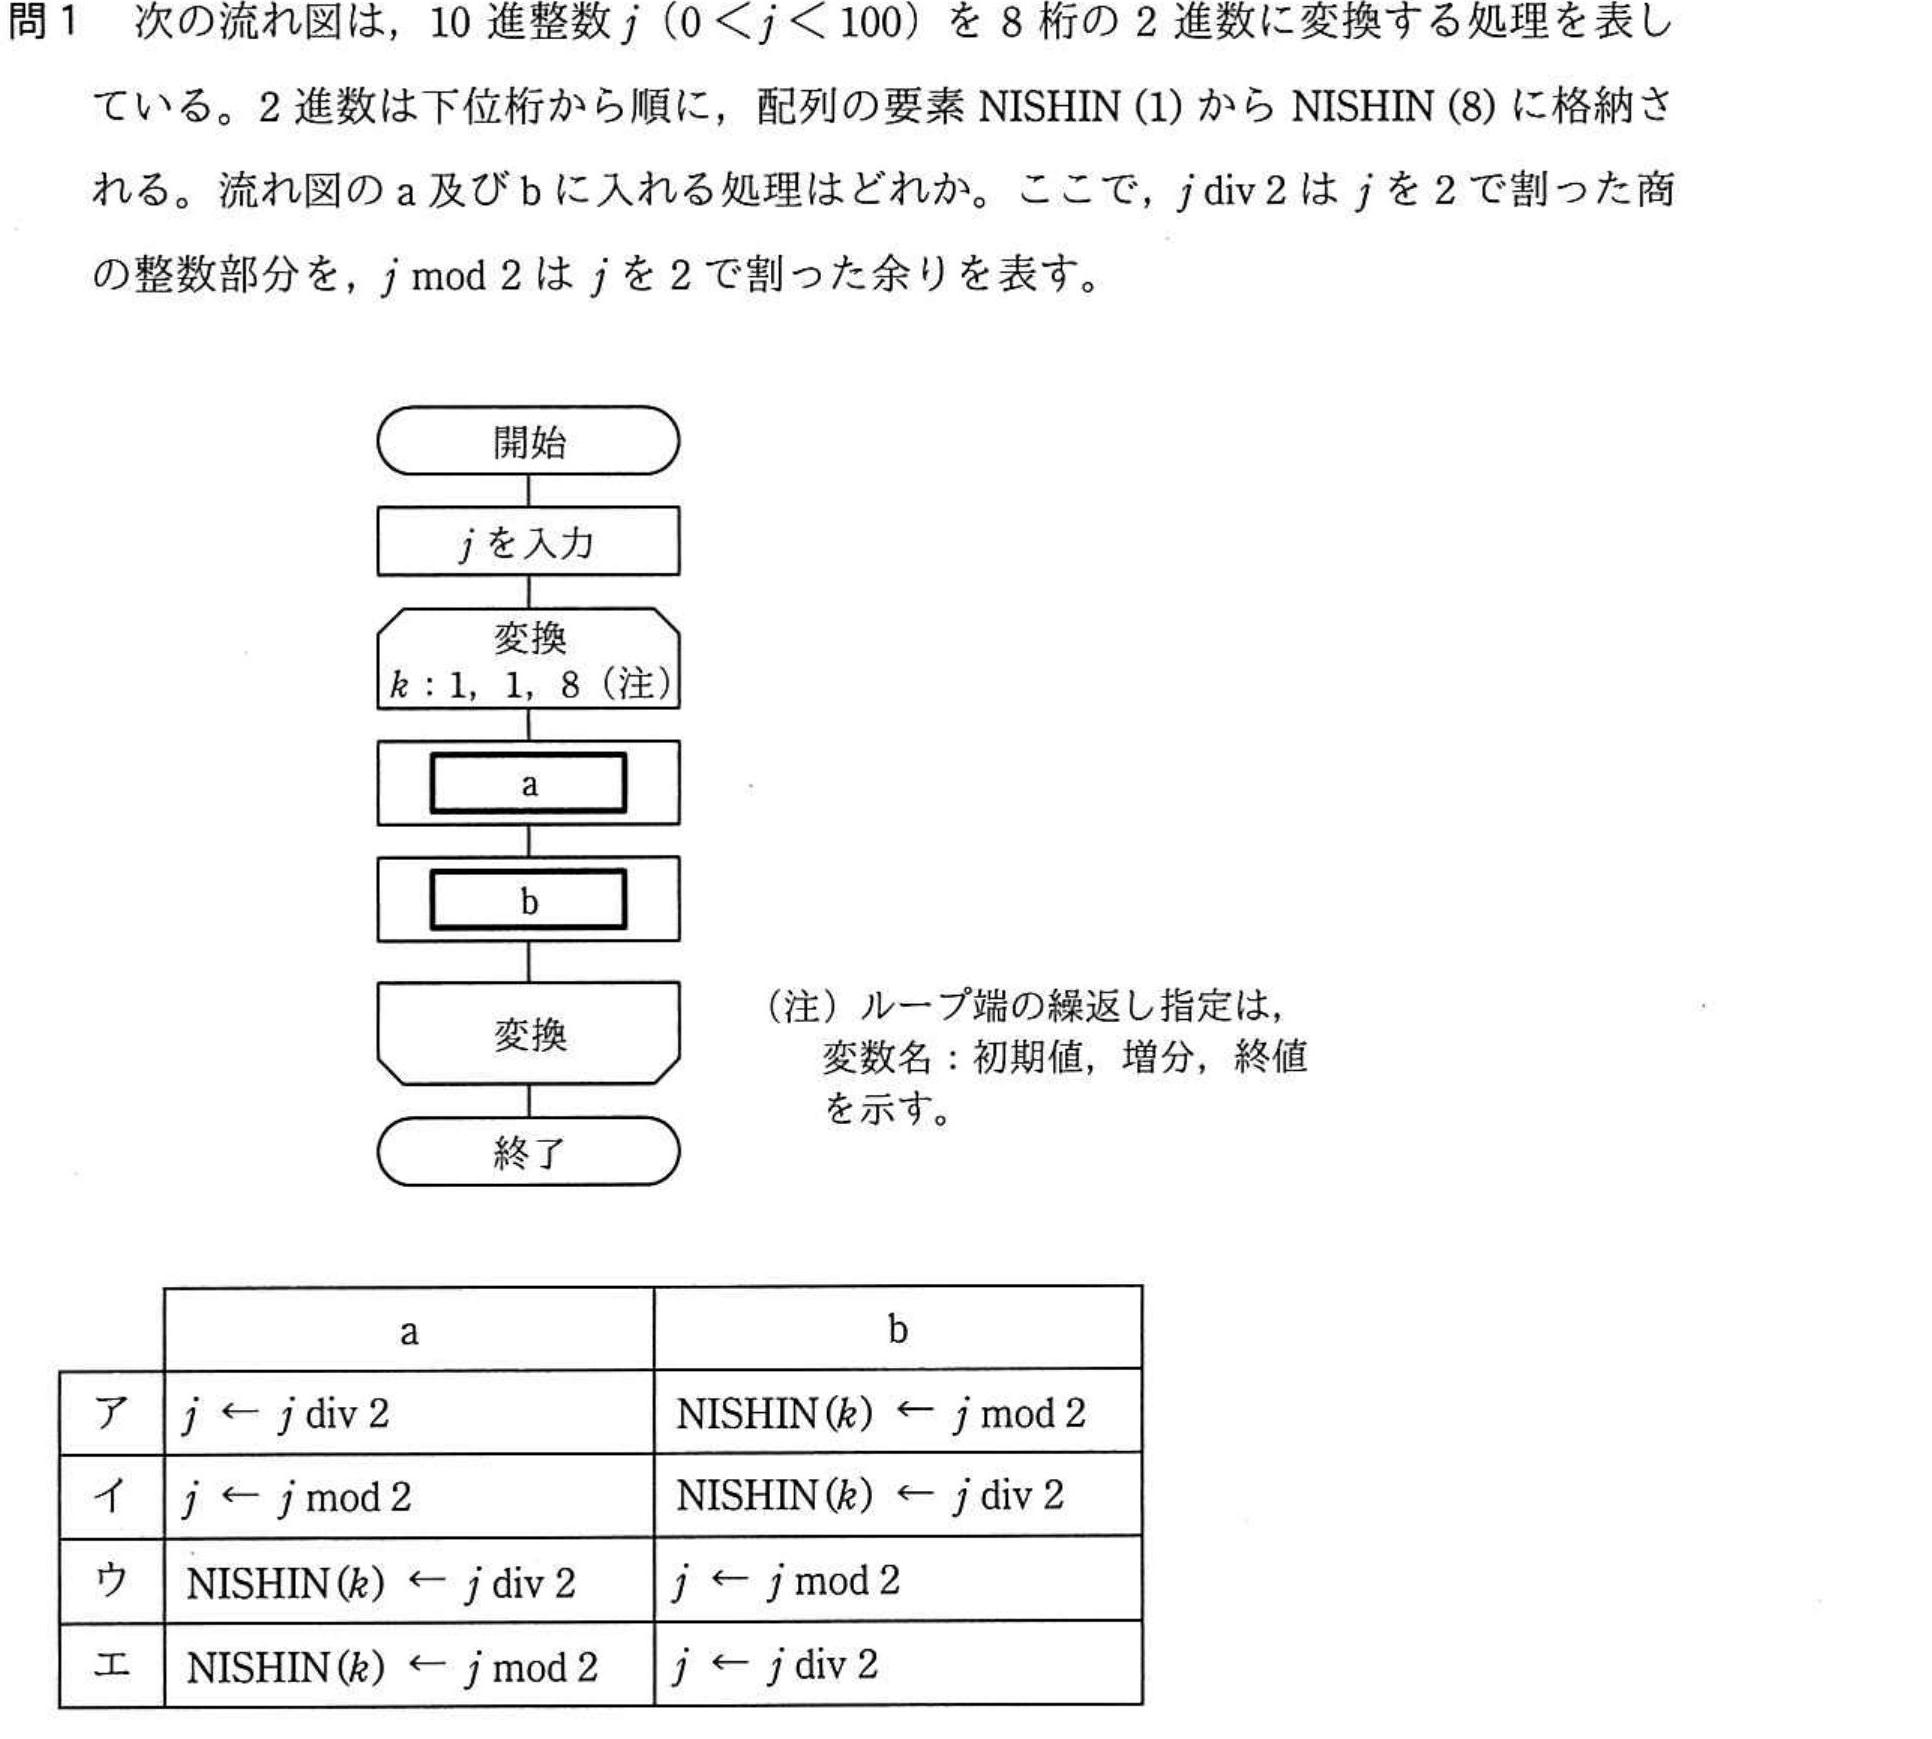 問1 次の流れ図は，10 進整数 j（0＜j＜100）を 8 桁の 2 進数に変換する処理を表し
ている。2 進数は下位桁から順に，配列の要素 NISHIN (1) から NISHIN (8) に格納さ
れる。流れ図の a 及び b に入れる処理はどれか。ここで，j div 2 は j を 2 で割った商
の整数部分を，j mod 2 は j を 2 で割った余りを表す。
開始
j を入力
変換
k：1，1，8（注）
a
b
変換
終了
（注）ループ端の繰返し指定は，
変数名：初期値，増分，終値
を示す。
a b
ア j ← j div 2 NISHIN(k) ← j mod 2
イ j ← j mod 2 NISHIN(k) ← j div 2
ウ NISHIN(k) ← j div 2 j ← j mod 2
エ NISHIN(k) ← j mod 2 j ← j div 2